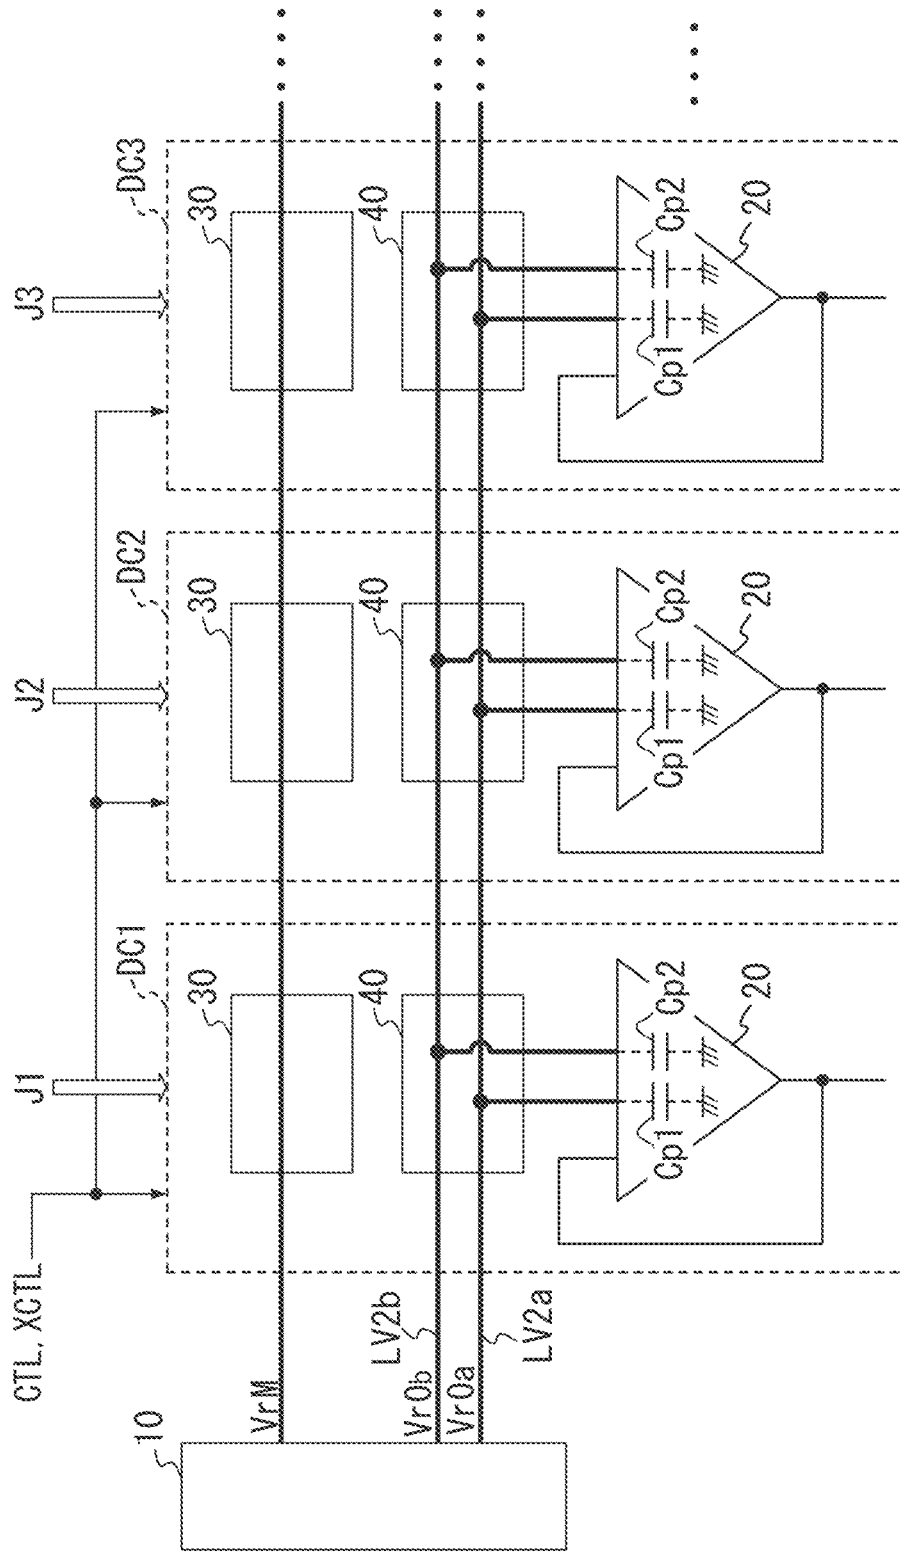 CTL, XCTL
J1
J2
J3
DC1
DC2
DC3
10
VrM
30
30
30
LV2b
Vr0b
40
40
40
Vr0a
LV2a
Cp1
Cp2
20
Cp1
Cp2
20
Cp1
Cp2
20